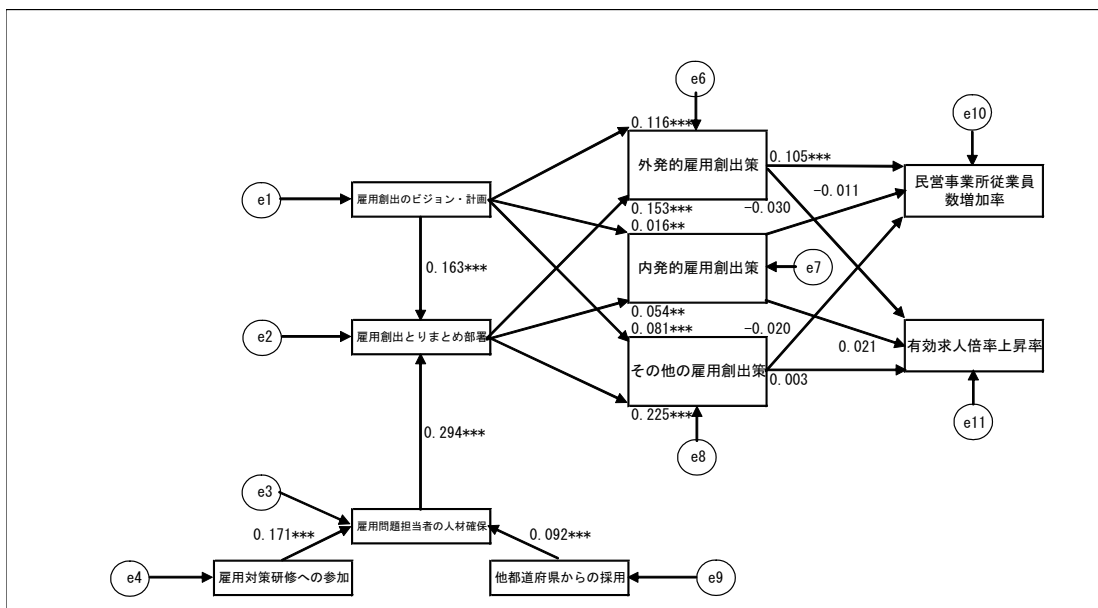 e6
e10
0.116***
外発的雇用創出策
0.105***
民営事業所従業員
数増加率
e1
雇用創出のビジョン・計画
-0.011
0.153***
-0.030
0.016**
内発的雇用創出策
e7
0.163***
0.054**
e2
雇用創出とりまとめ部署
0.081***
-0.020
0.021
有効求人倍率上昇率
その他の雇用創出策
0.003
0.225***
e11
0.294***
e8
e3
雇用問題担当者の人材確保
0.171***
0.092***
e4
雇用対策研修への参加
他都道府県からの採用
e9